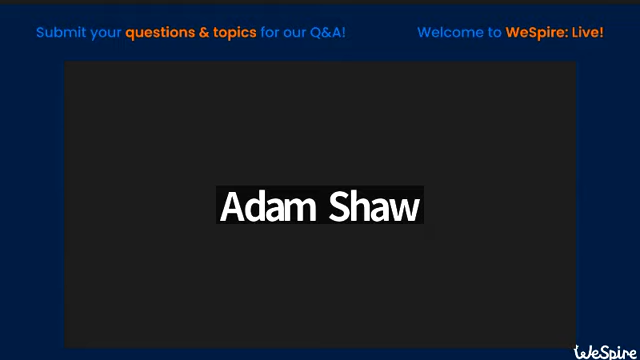 Submit your questions & topics for our Q&A!
Welcome to WeSpire: Live!
Adam Shaw
WeSpire